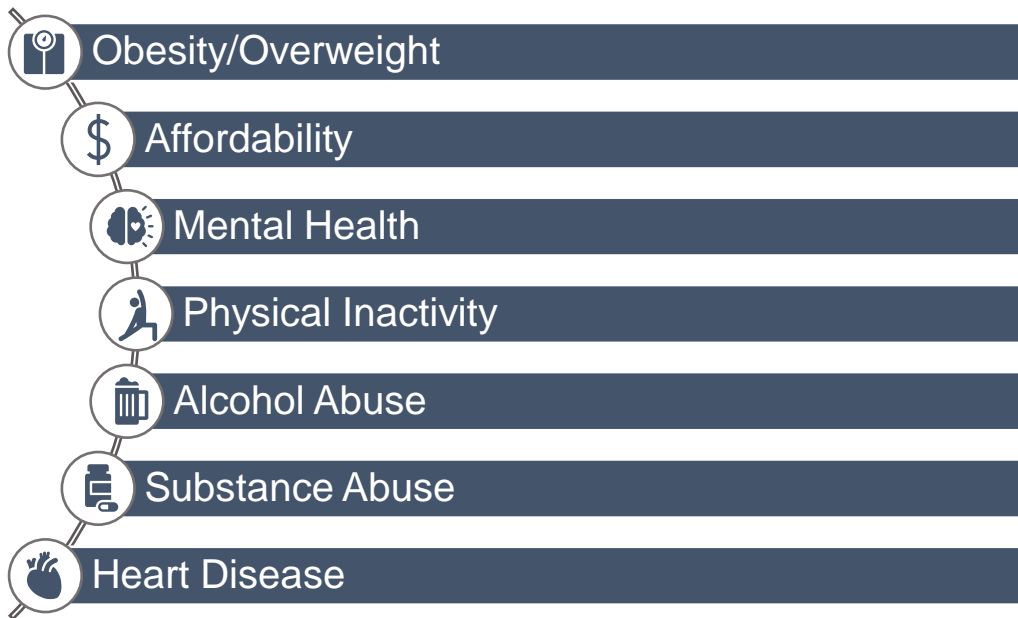 Obesity/Overweight
$ Affordability
Mental Health
Physical Inactivity
Alcohol Abuse
Substance Abuse
Heart Disease